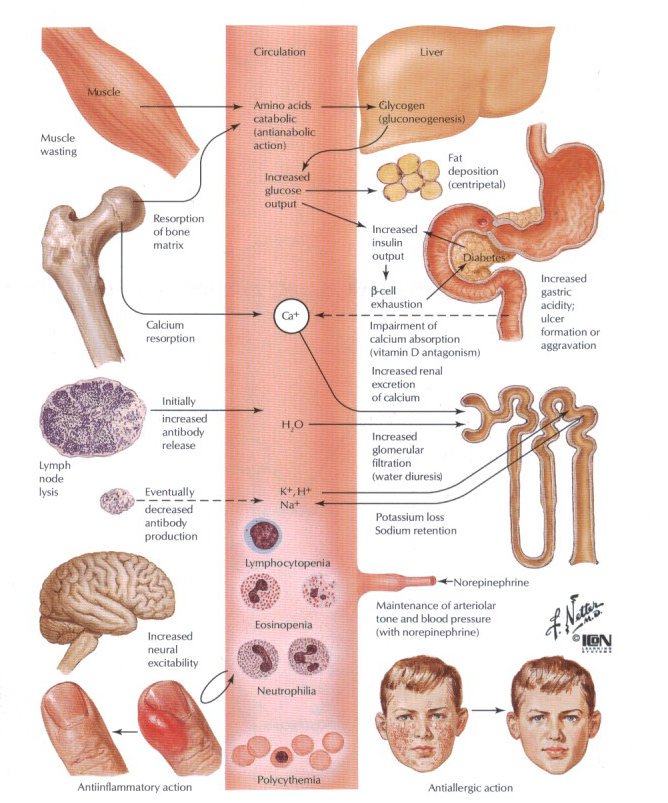 Circulation
Liver
Muscle
Amino acids
catabolic
(antianabolic
action)
Glycogen
(gluconeogenesis)
Muscle
wasting
Fat
deposition
(centripetal)
Increased
glucose
output
Resorption
of bone
matrix
Increased
insulin
output
Diabetes
β-cell
exhaustion
Increased
gastric
acidity;
ulcer
formation or
aggravation
Ca+
Calcium
resorption
Impairment of
calcium absorption
(vitamin D antagonism)
Increased renal
excretion
of calcium
Initially
increased
antibody
release
H₂O
Increased
glomerular
filtration
(water diuresis)
Lymph
node
lysis
Eventually
decreased
antibody
production
K+, H+
Na+
Potassium loss
Sodium retention
Lymphocytopenia
Norepinephrine
Eosinopenia
Maintenance of arteriolar
tone and blood pressure
(with norepinephrine)
F. Netter
M.D.
© ICON
LEARNING
SYSTEMS
Increased
neural
excitability
Neutrophilia
Polycythemia
Antiinflammatory action
Antiallergic action